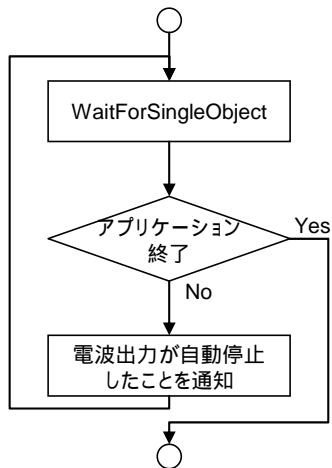 WaitForSingleObject
アプリケーション
終了
Yes
No
電波出力が自動停止
したことを通知